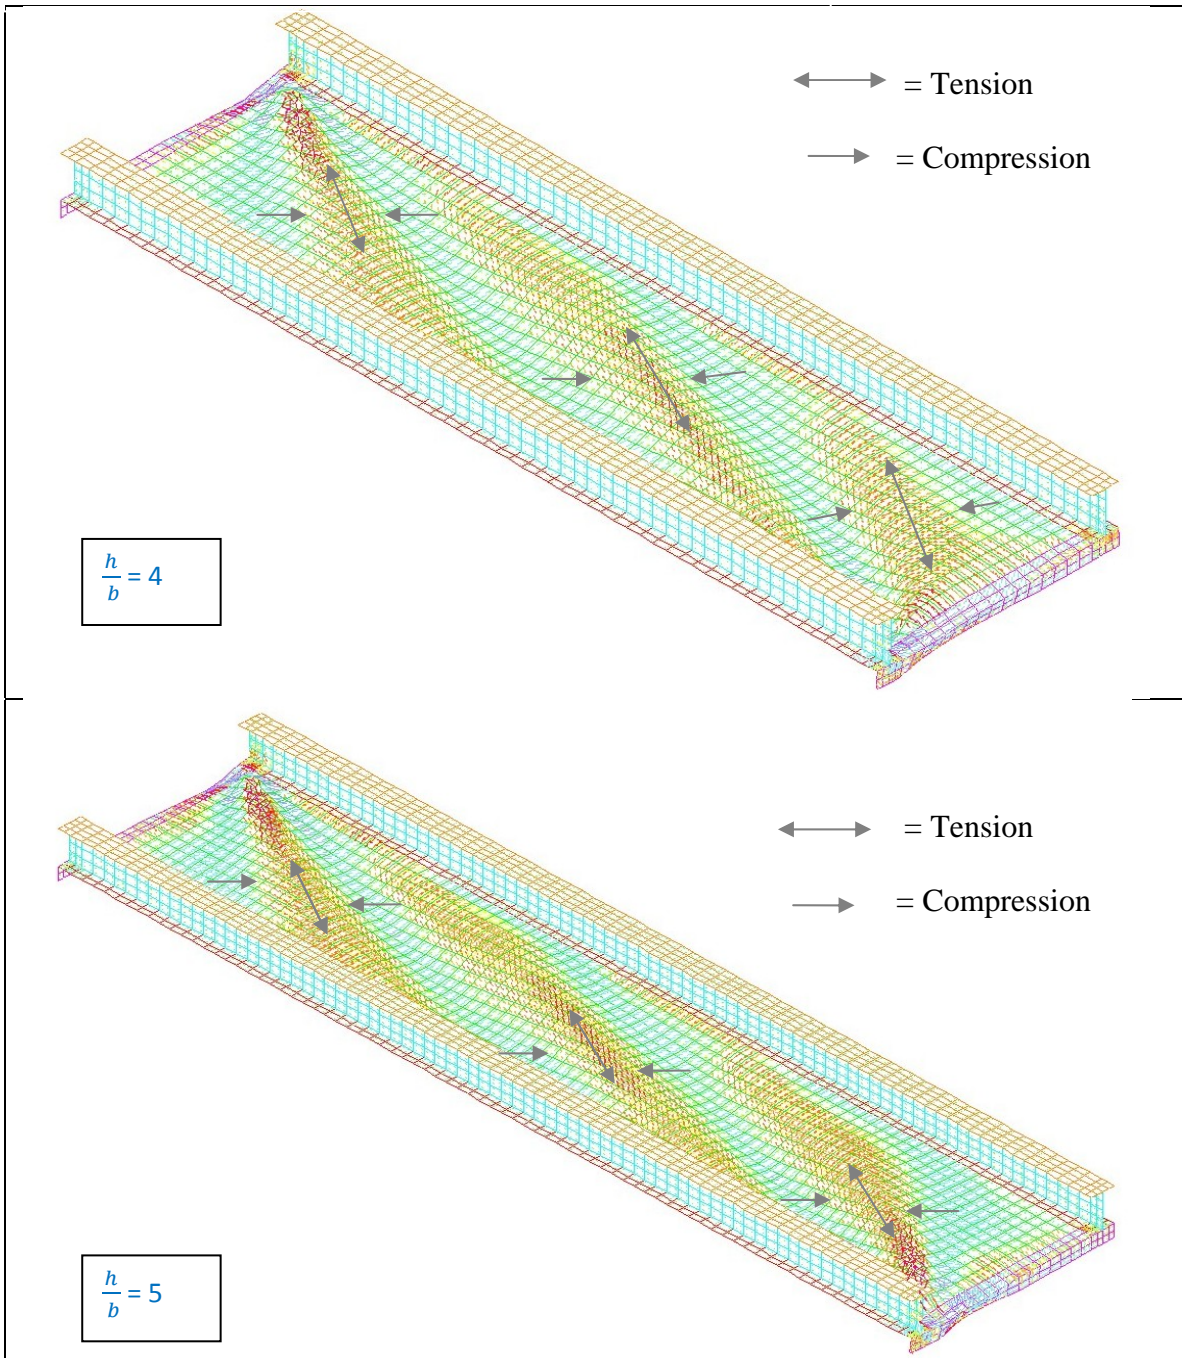 = Tension
= Compression
h/b = 4
= Tension
= Compression
h/b = 5